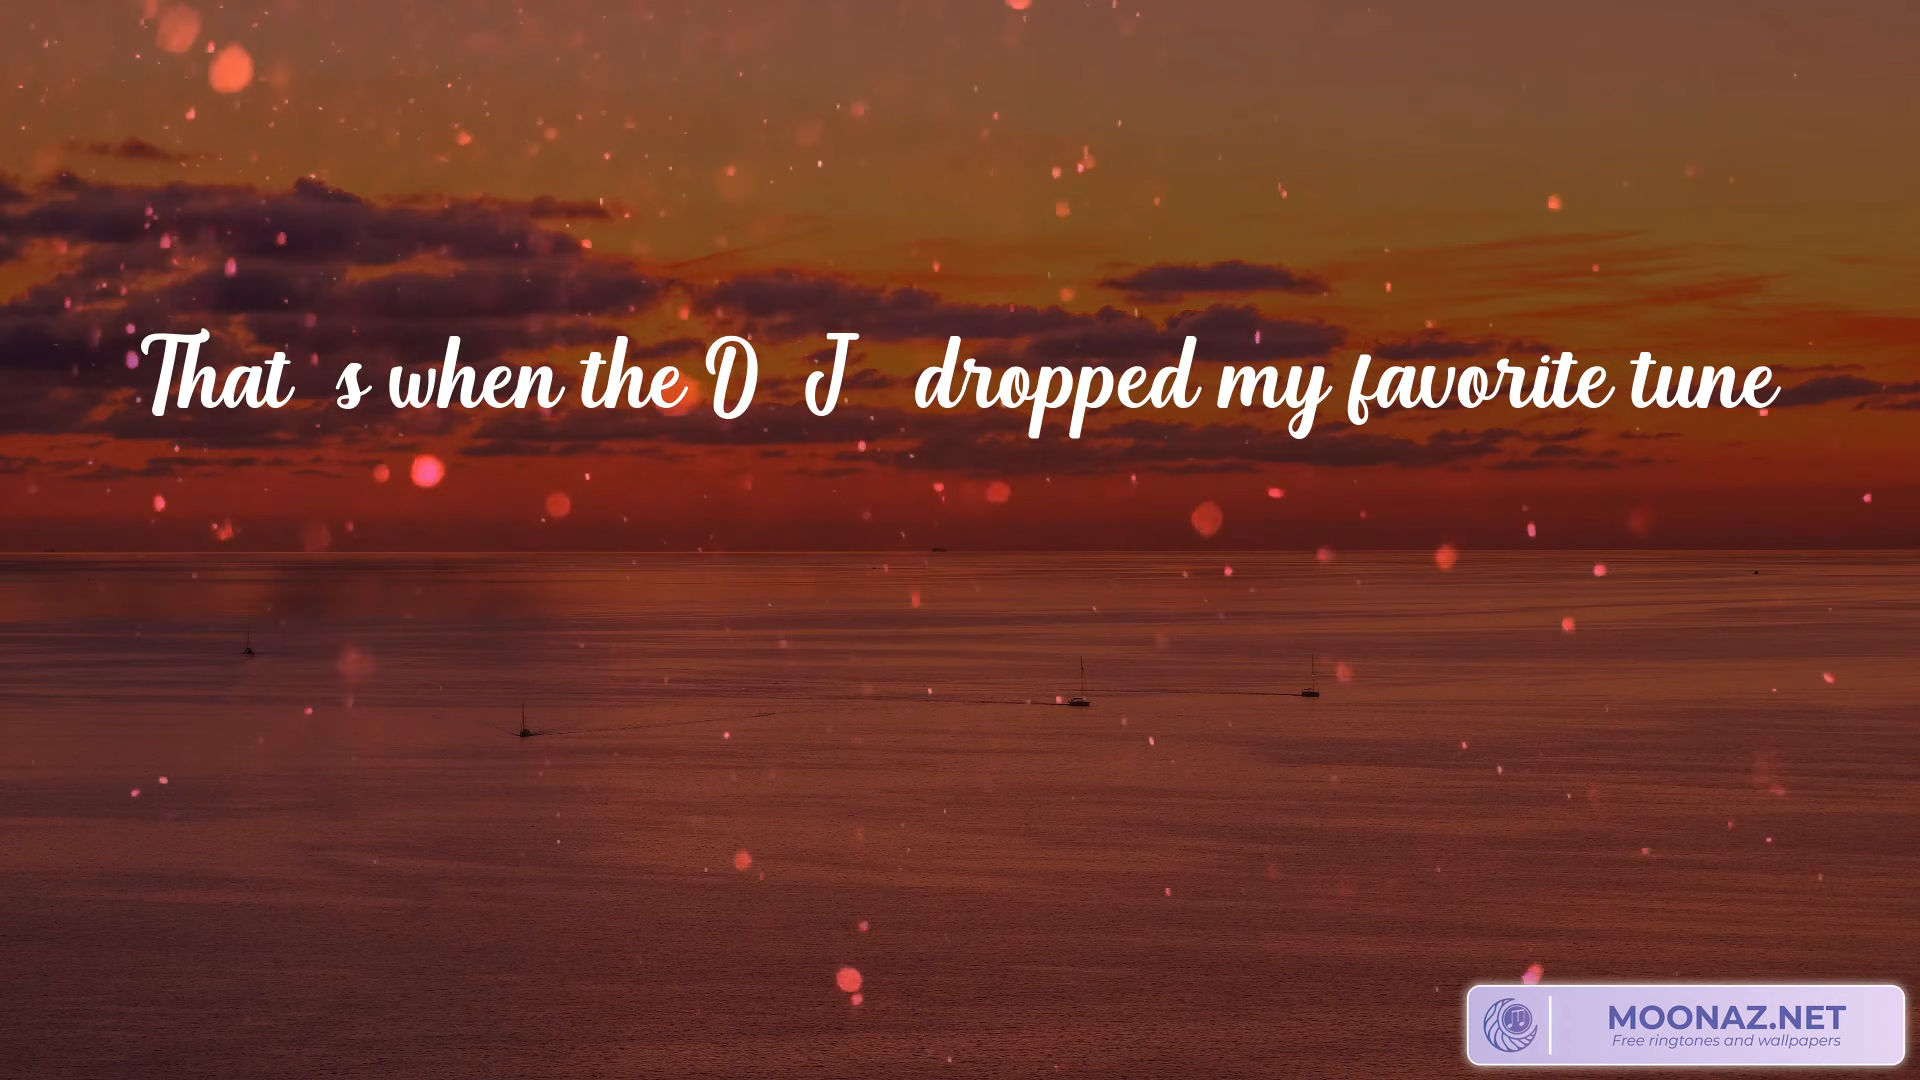 That s when the D J dropped my favorite tune
MOONAZ.NET
Free ringtones and wallpapers